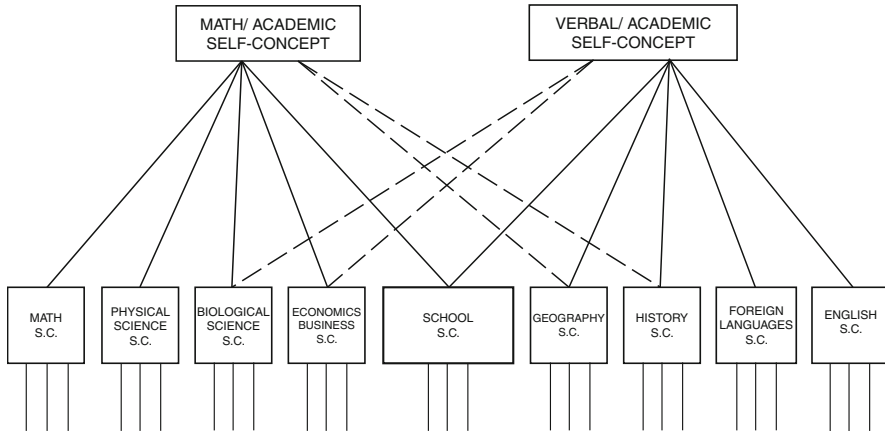 MATH/ ACADEMIC
SELF-CONCEPT
VERBAL/ ACADEMIC
SELF-CONCEPT
MATH
S.C.
PHYSICAL
SCIENCE
S.C.
BIOLOGICAL
SCIENCE
S.C.
ECONOMICS
BUSINESS
S.C.
SCHOOL
S.C.
GEOGRAPHY
S.C.
HISTORY
S.C.
FOREIGN
LANGUAGES
S.C.
ENGLISH
S.C.